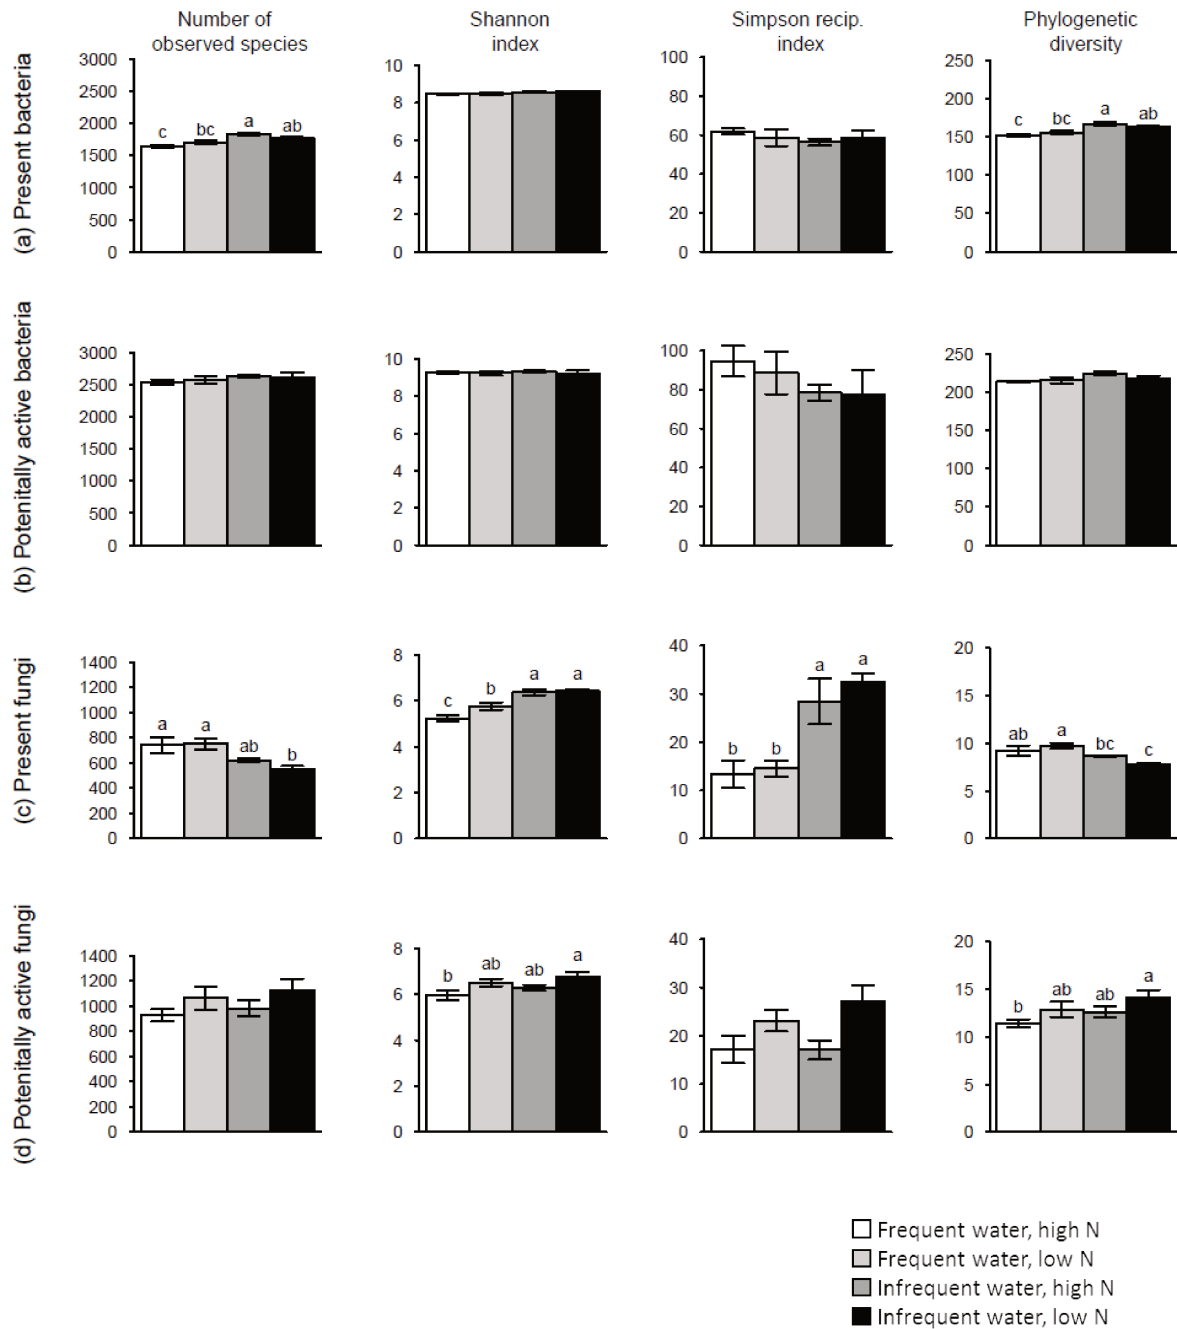 Number of
observed species
Shannon
index
Simpson recip.
index
Phylogenetic
diversity
(a) Present bacteria
3000
2500
2000
1500
1000
500
0
c
bc
a
ab
10
8
6
4
2
0
100
80
60
40
20
0
250
200
150
100
50
0
c
bc
a
ab
(b) Potenitally active bacteria
3000
2500
2000
1500
1000
500
0
10
8
6
4
2
0
100
80
60
40
20
0
250
200
150
100
50
0
(c) Present fungi
1400
1200
1000
800
600
400
200
0
a
a
ab
b
8
6
4
2
0
c
b
a
a
40
30
20
10
0
b
b
a
a
20
15
10
5
0
ab
a
bc
c
(d) Potenitally active fungi
1400
1200
1000
800
600
400
200
0
8
6
4
2
0
b
ab
ab
a
40
30
20
10
0
20
15
10
5
0
b
ab
ab
a
Frequent water, high N
Frequent water, low N
Infrequent water, high N
Infrequent water, low N